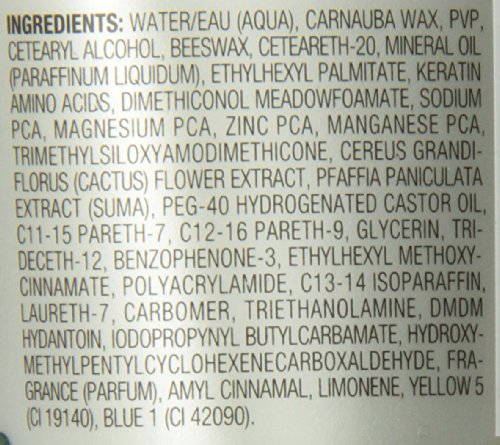 INGREDIENTS: WATER/EAU (AQUA), CARNAUBA WAX, PVP,
CETEARYL ALCOHOL, BEESWAX, CETEARETH-20, MINERAL OIL
(PARAFFINUM LIQUIDUM), ETHYLHEXYL PALMITATE, KERATIN
AMINO ACIDS, DIMETHICONOL MEADOWFOAMATE, SODIUM
PCA, MAGNESIUM PCA, ZINC PCA, MANGANESE PCA,
TRIMETHYLSILOXYAMODIMETHICONE, CEREUS GRANDI-
FLORUS (CACTUS) FLOWER EXTRACT, PFAFFIA PANICULATA
EXTRACT (SUMA), PEG-40 HYDROGENATED CASTOR OIL,
C11-15 PARETH-7, C12-16 PARETH-9, GLYCERIN, TRI-
DECETH-12, BENZOPHENONE-3, ETHYLHEXYL METHOXY-
CINNAMATE, POLYACRYLAMIDE, C13-14 ISOPARAFFIN,
LAURETH-7, CARBOMER, TRIETHANOLAMINE, DMDM
HYDANTOIN, IODOPROPYNYL BUTYLCARBAMATE, HYDROXY-
METHYLPENTYLCYCLOHEXENECARBOXALDEHYDE, FRA-
GRANCE (PARFUM), AMYL CINNAMAL, LIMONENE, YELLOW 5
(CI 19140), BLUE 1 (CI 42090).